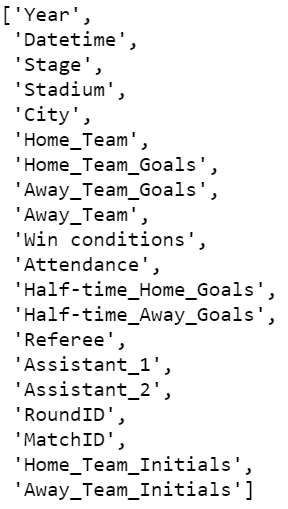 ['Year',
'Datetime',
'Stage',
'Stadium',
'City',
'Home_Team',
'Home_Team_Goals',
'Away_Team_Goals',
'Away_Team',
'Win conditions',
'Attendance',
'Half-time_Home_Goals',
'Half-time_Away_Goals',
'Referee',
'Assistant_1',
'Assistant_2',
'RoundID',
'MatchID',
'Home_Team_Initials',
'Away_Team_Initials']